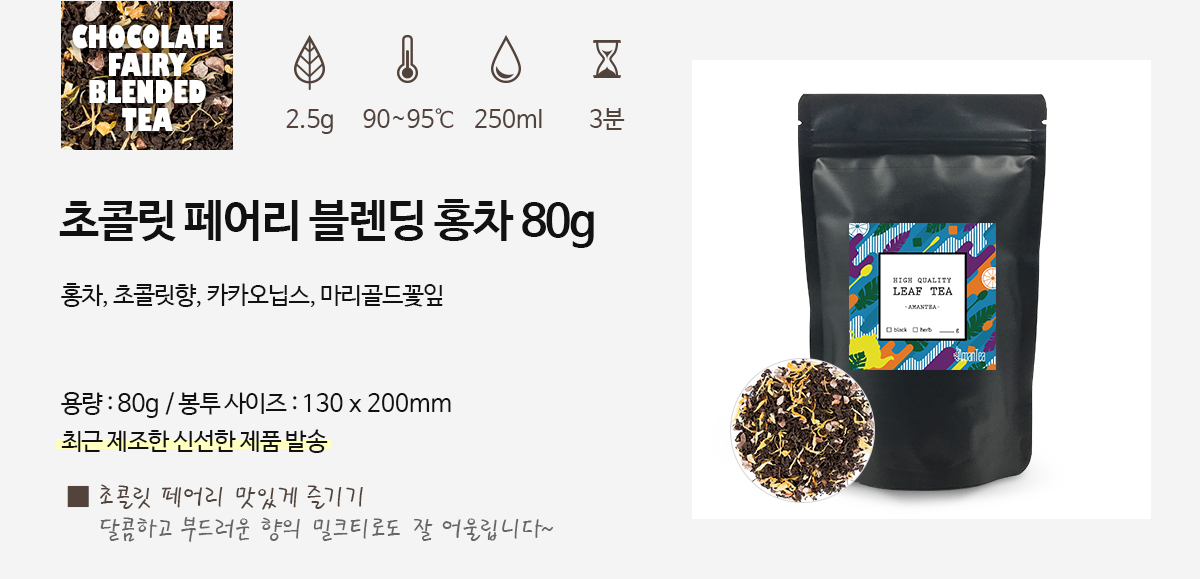 CHOCOLATE
FAIRY
BLENDED
TEA
2.5g 90~95℃ 250ml 3분
초콜릿 페어리 블렌딩 홍차 80g
홍차, 초콜릿향, 카카오닙스, 마리골드꽃잎
용량 : 80g / 봉투 사이즈 : 130 x 200mm
최근 제조한 신선한 제품 발송
■ 초콜릿 페어리 맛있게 즐기기
달콤하고 부드러운 향의 밀크티로도 잘 어울립니다~
HIGH QUALITY
LEAF TEA
-AMANTEA-
□ black □ herb ____ g
AmanTea